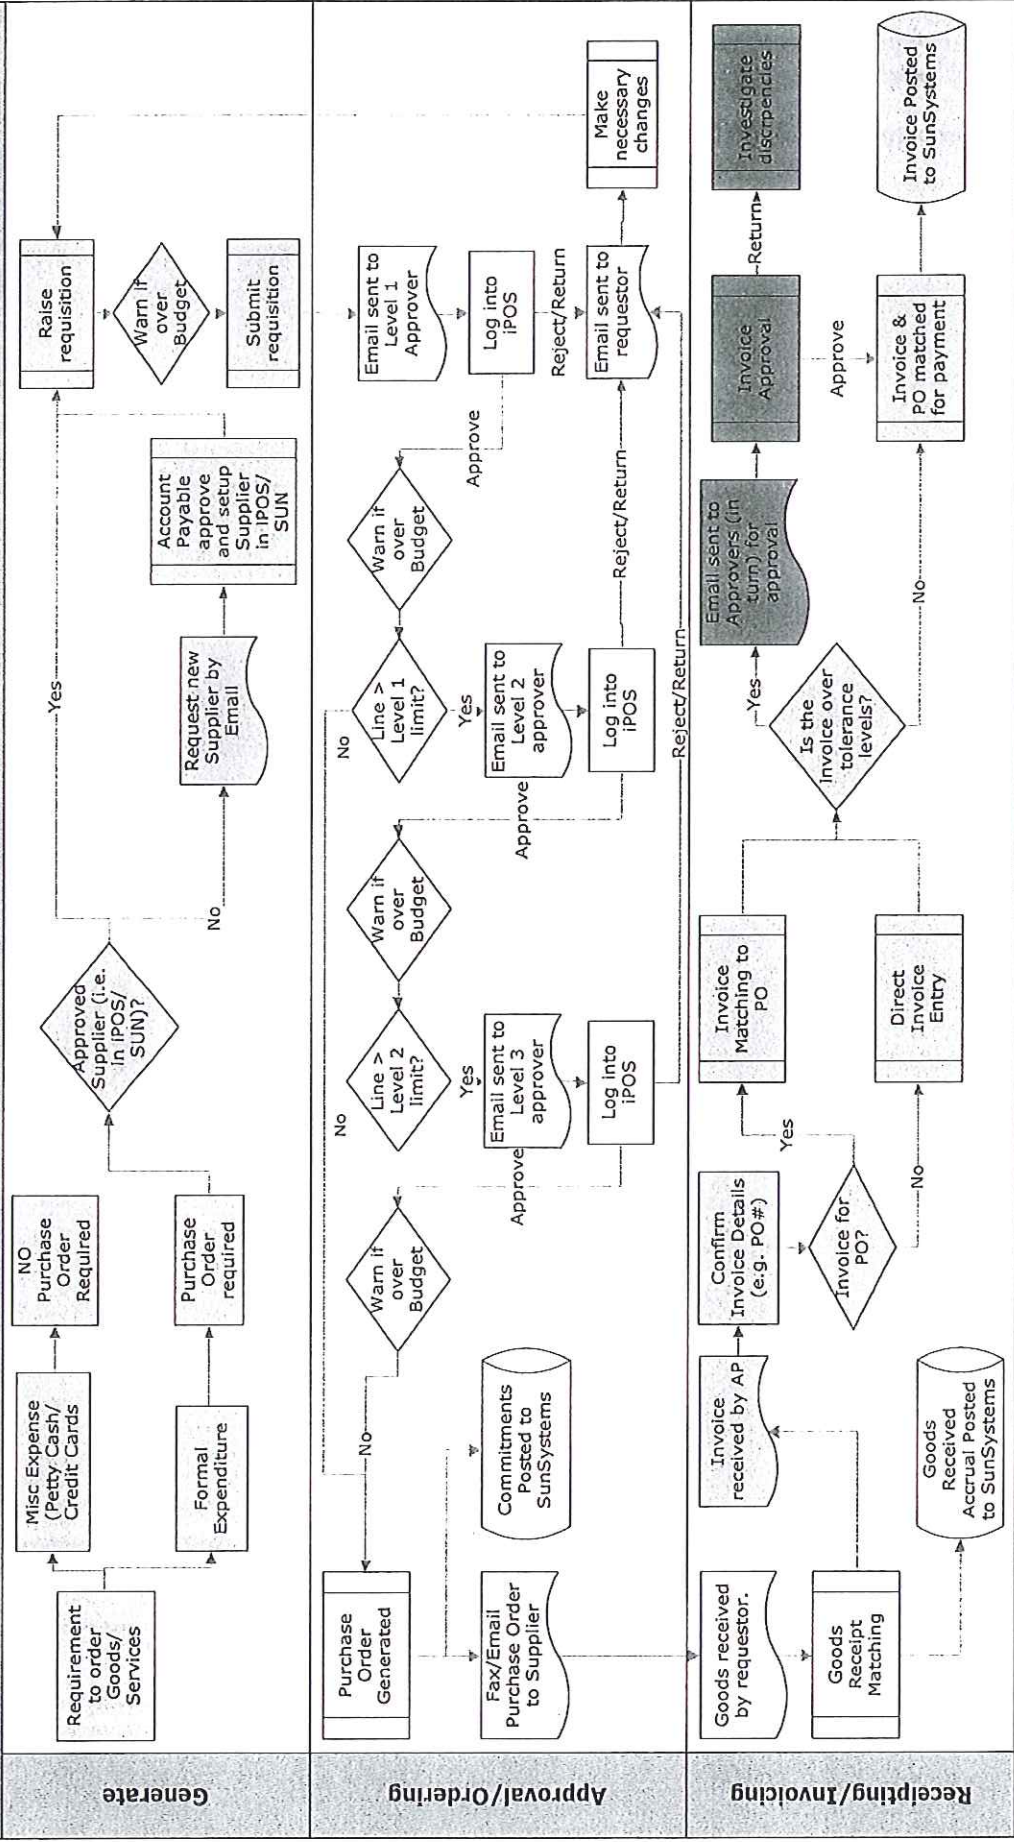 Generate
Requirement
to order
Goods/
Services
Misc Expense
(Petty Cash/
Credit Cards
NO
Purchase
Order
Required
Formal
Expenditure
Purchase
Order
required
Approved
Supplier (i.e.
in iPOS/
SUN)?
Yes
No
Request new
Supplier by
Email
Account
Payable
approve
and setup
Supplier
in iPOS/
SUN
Raise
requisition
Warn if
over
Budget
Submit
requisition
Approval/Ordering
Email sent to
Level 1
Approver
Log into
iPOS
Reject/Return
Email sent to
requestor
Make
necessary
changes
Approve
Warn if
over
Budget
Line >
Level 1
limit?
No
Yes
Email sent to
Level 2
approver
Log into
iPOS
Reject/Return
Approve
Warn if
over
Budget
Line >
Level 2
limit?
No
Yes
Email sent to
Level 3
approver
Log into
iPOS
Reject/Return
Approve
Warn if
over
Budget
No
Purchase
Order
Generated
Commitments
Posted to
SunSystems
Fax/Email
Purchase Order
to Supplier
Receipting/Invoicing
Goods received
by requestor.
Goods
Receipt
Matching
Goods
Received
Accrual Posted
to SunSystems
Invoice
received by AP
Confirm
Invoice Details
(e.g. PO#)
Invoice for
PO?
Yes
No
Invoice
Matching to
PO
Direct
Invoice
Entry
Is the
invoice over
tolerance
levels?
Yes
No
Email sent to
Approvers (in
turn) for
approval
Invoice
Approval
Return
Investigate
discrpencies
Approve
Invoice &
PO matched
for payment
Invoice Posted
to SunSystems